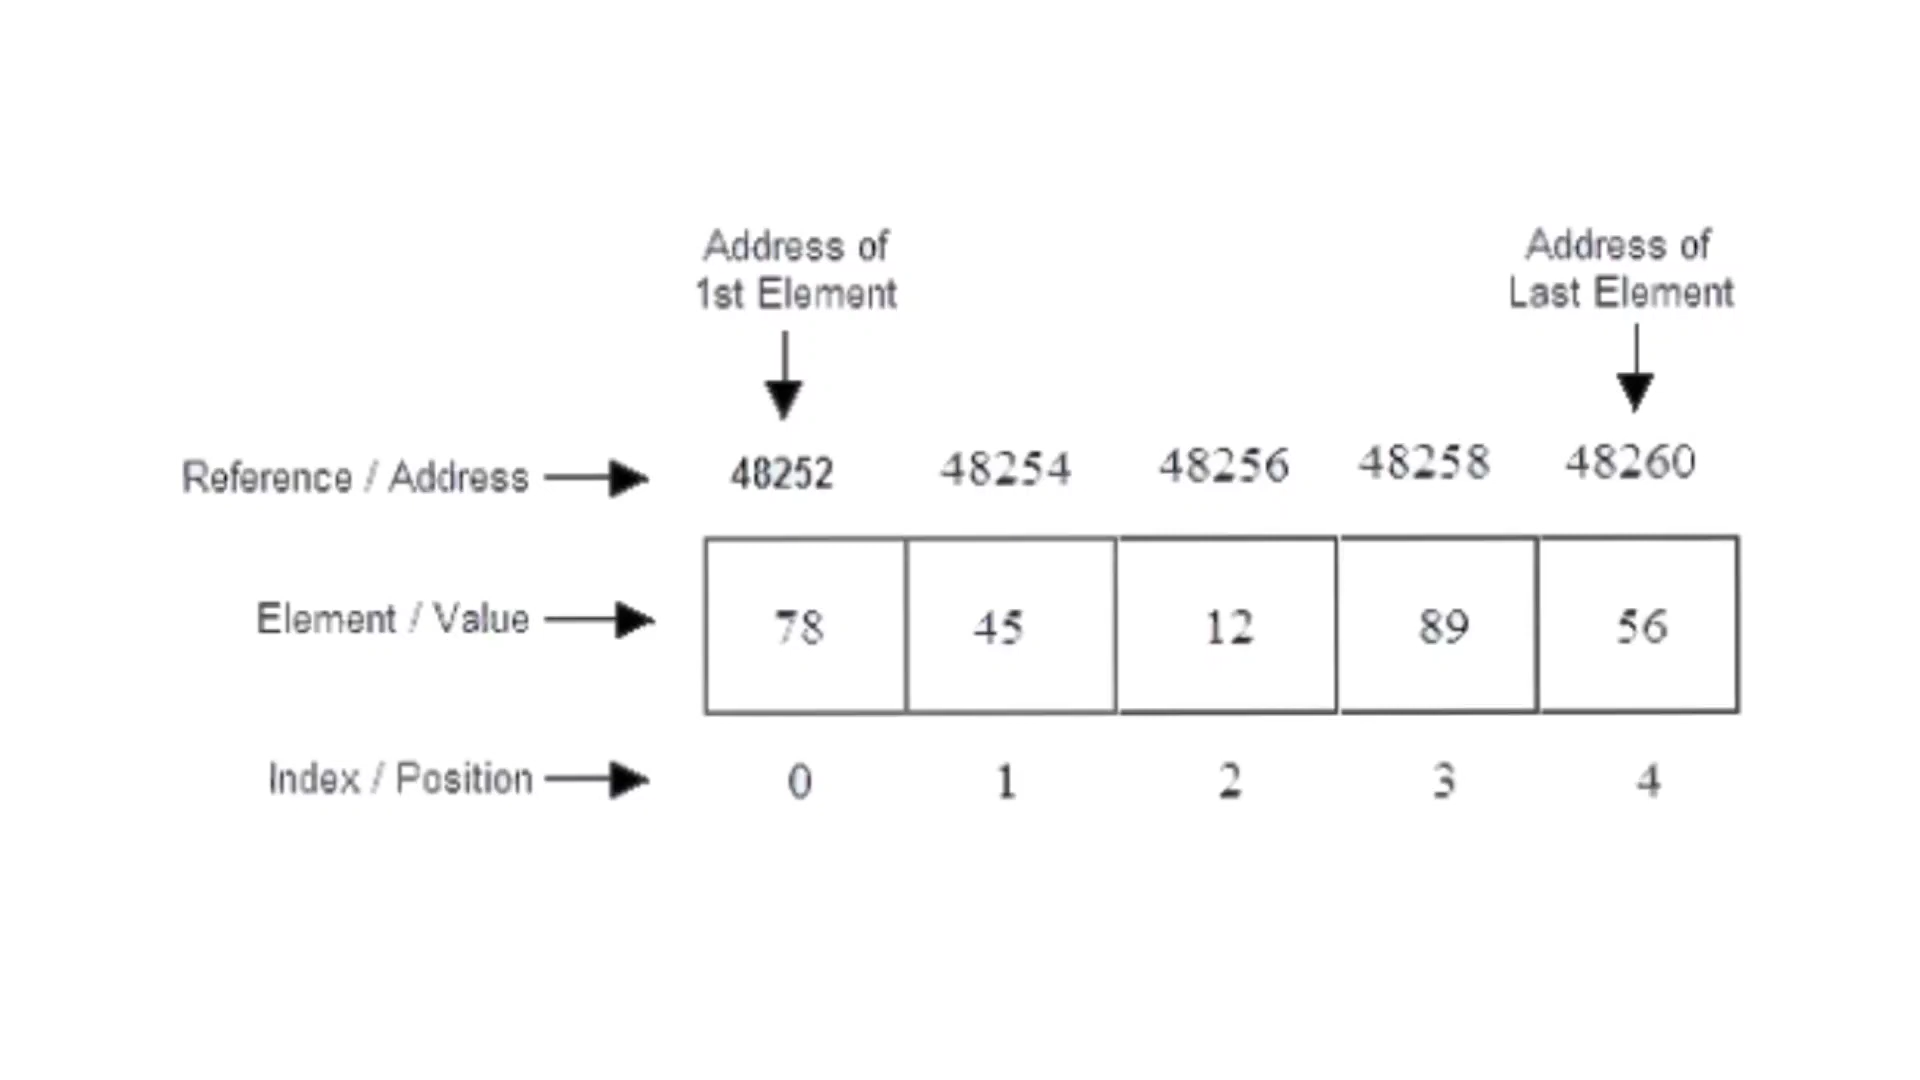 Address of
1st Element
Address of
Last Element
Reference / Address 48252 48254 48256 48258 48260
Element / Value 78 45 12 89 56
Index / Position 0 1 2 3 4